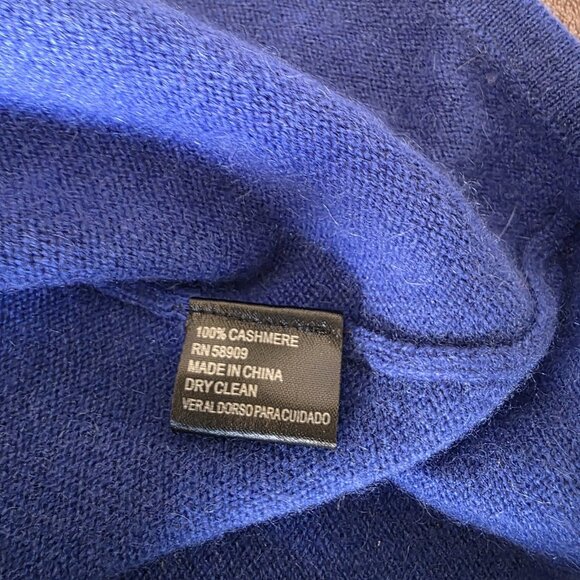 100% CASHMERE
RN 58909
MADE IN CHINA
DRY CLEAN
VER AL DORSO PARA CUIDADO